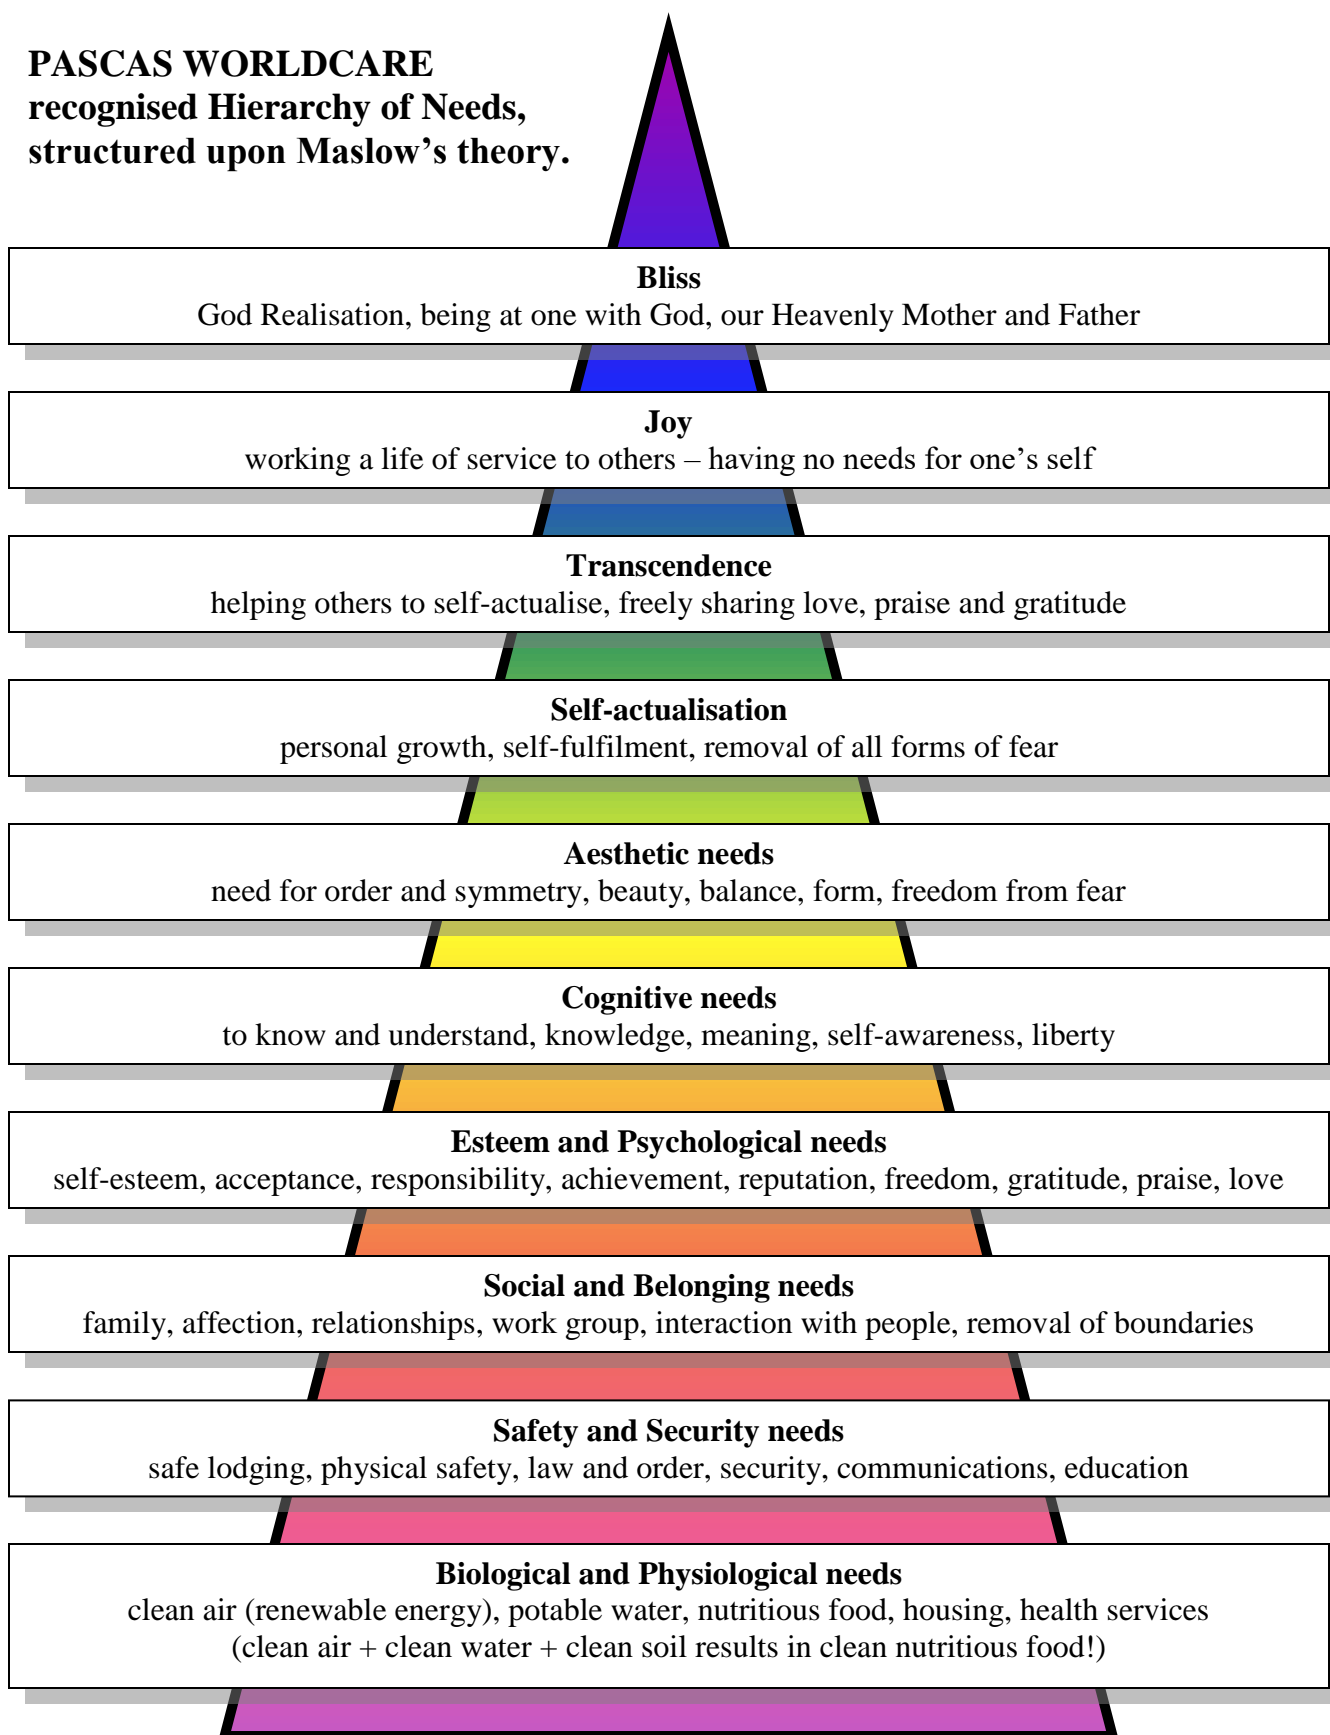 PASCAS WORLDCARE
recognised Hierarchy of Needs,
structured upon Maslow’s theory.
Bliss
God Realisation, being at one with God, our Heavenly Mother and Father
Joy
working a life of service to others – having no needs for one’s self
Transcendence
helping others to self-actualise, freely sharing love, praise and gratitude
Self-actualisation
personal growth, self-fulfilment, removal of all forms of fear
Aesthetic needs
need for order and symmetry, beauty, balance, form, freedom from fear
Cognitive needs
to know and understand, knowledge, meaning, self-awareness, liberty
Esteem and Psychological needs
self-esteem, acceptance, responsibility, achievement, reputation, freedom, gratitude, praise, love
Social and Belonging needs
family, affection, relationships, work group, interaction with people, removal of boundaries
Safety and Security needs
safe lodging, physical safety, law and order, security, communications, education
Biological and Physiological needs
clean air (renewable energy), potable water, nutritious food, housing, health services
(clean air + clean water + clean soil results in clean nutritious food!)